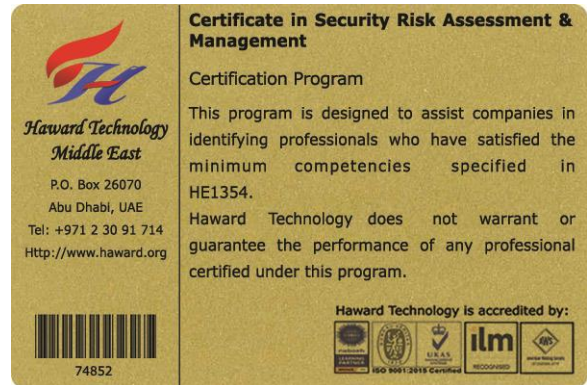 Haward Technology
Middle East
P.O. Box 26070
Abu Dhabi, UAE
Tel: +971 2 30 91 714
Http://www.haward.org
74852
Certificate in Security Risk Assessment &
Management
Certification Program
This program is designed to assist companies in
identifying professionals who have satisfied the
minimum competencies specified in
HE1354.
Haward Technology does not warrant or
guarantee the performance of any professional
certified under this program.
Haward Technology is accredited by:
UKAS
ilm
RECOGNISED
ISO 9001:2015 Certified